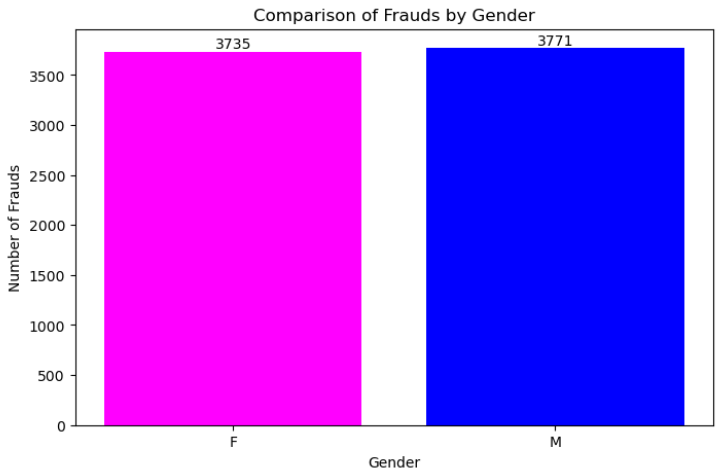 Comparison of Frauds by Gender
3735
3771
3500
3000
2500
2000
1500
1000
500
0
Number of Frauds
F
M
Gender